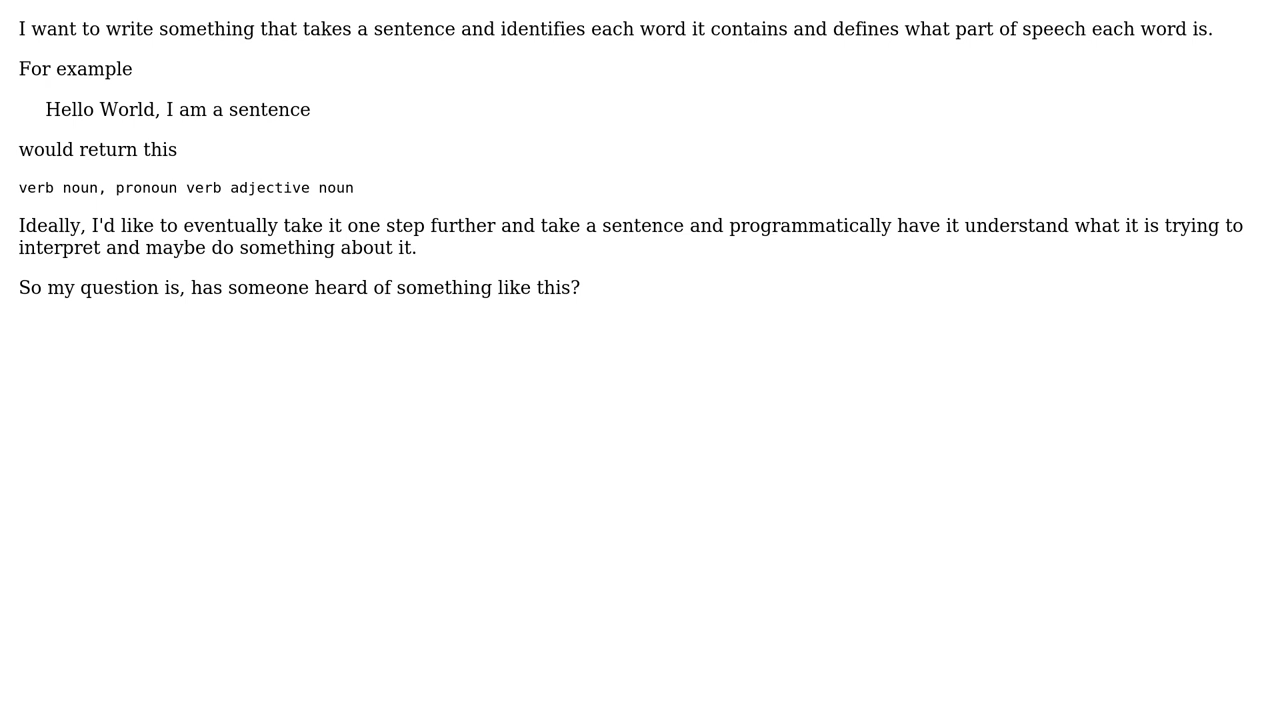 I want to write something that takes a sentence and identifies each word it contains and defines what part of speech each word is.
For example
Hello World, I am a sentence
would return this
verb noun, pronoun verb adjective noun
Ideally, I'd like to eventually take it one step further and take a sentence and programmatically have it understand what it is trying to
interpret and maybe do something about it.
So my question is, has someone heard of something like this?